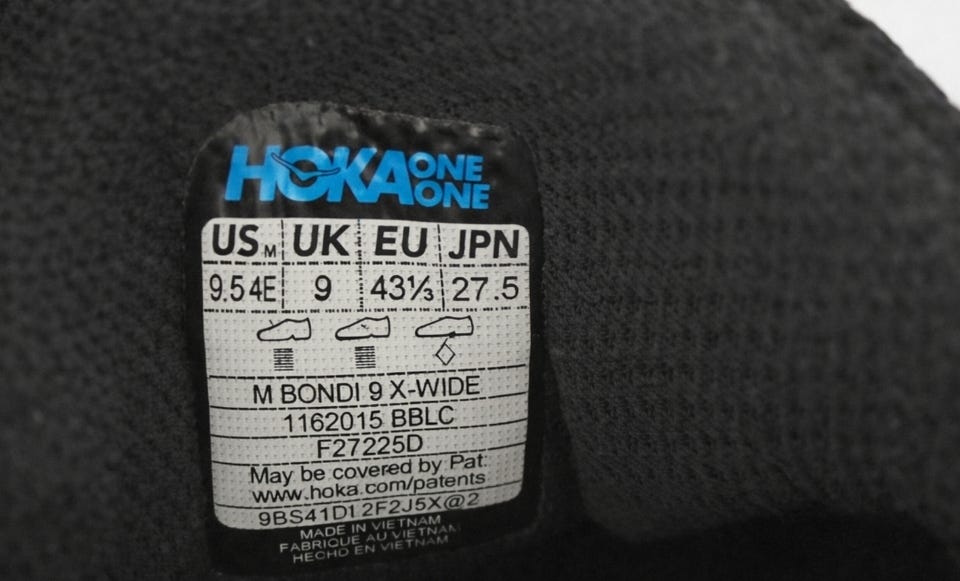 HOKA ONE ONE
US M UK EU JPN
9.5 4E 9 43⅓ 27.5
M BONDI 9 X-WIDE
1162015 BBLC
F27225D
May be covered by Pat:
www.hoka.com/patents
9BS41D12F2J5X@2
MADE IN VIETNAM
FABRIQUE AU VIETNAM
HECHO EN VIETNAM